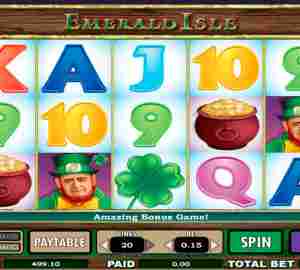 EMERALD ISLE
K A J 10 9
10 9
9 Q A
Amazing Bonus Game!
PAYTABLE
20
0.15
SPIN
499.10 PAID 0.00 TOTAL BET